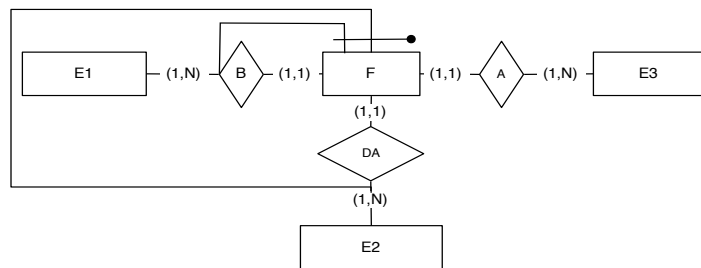 E1 (1,N) B (1,1) F (1,1) A (1,N) E3
(1,1)
DA
(1,N)
E2